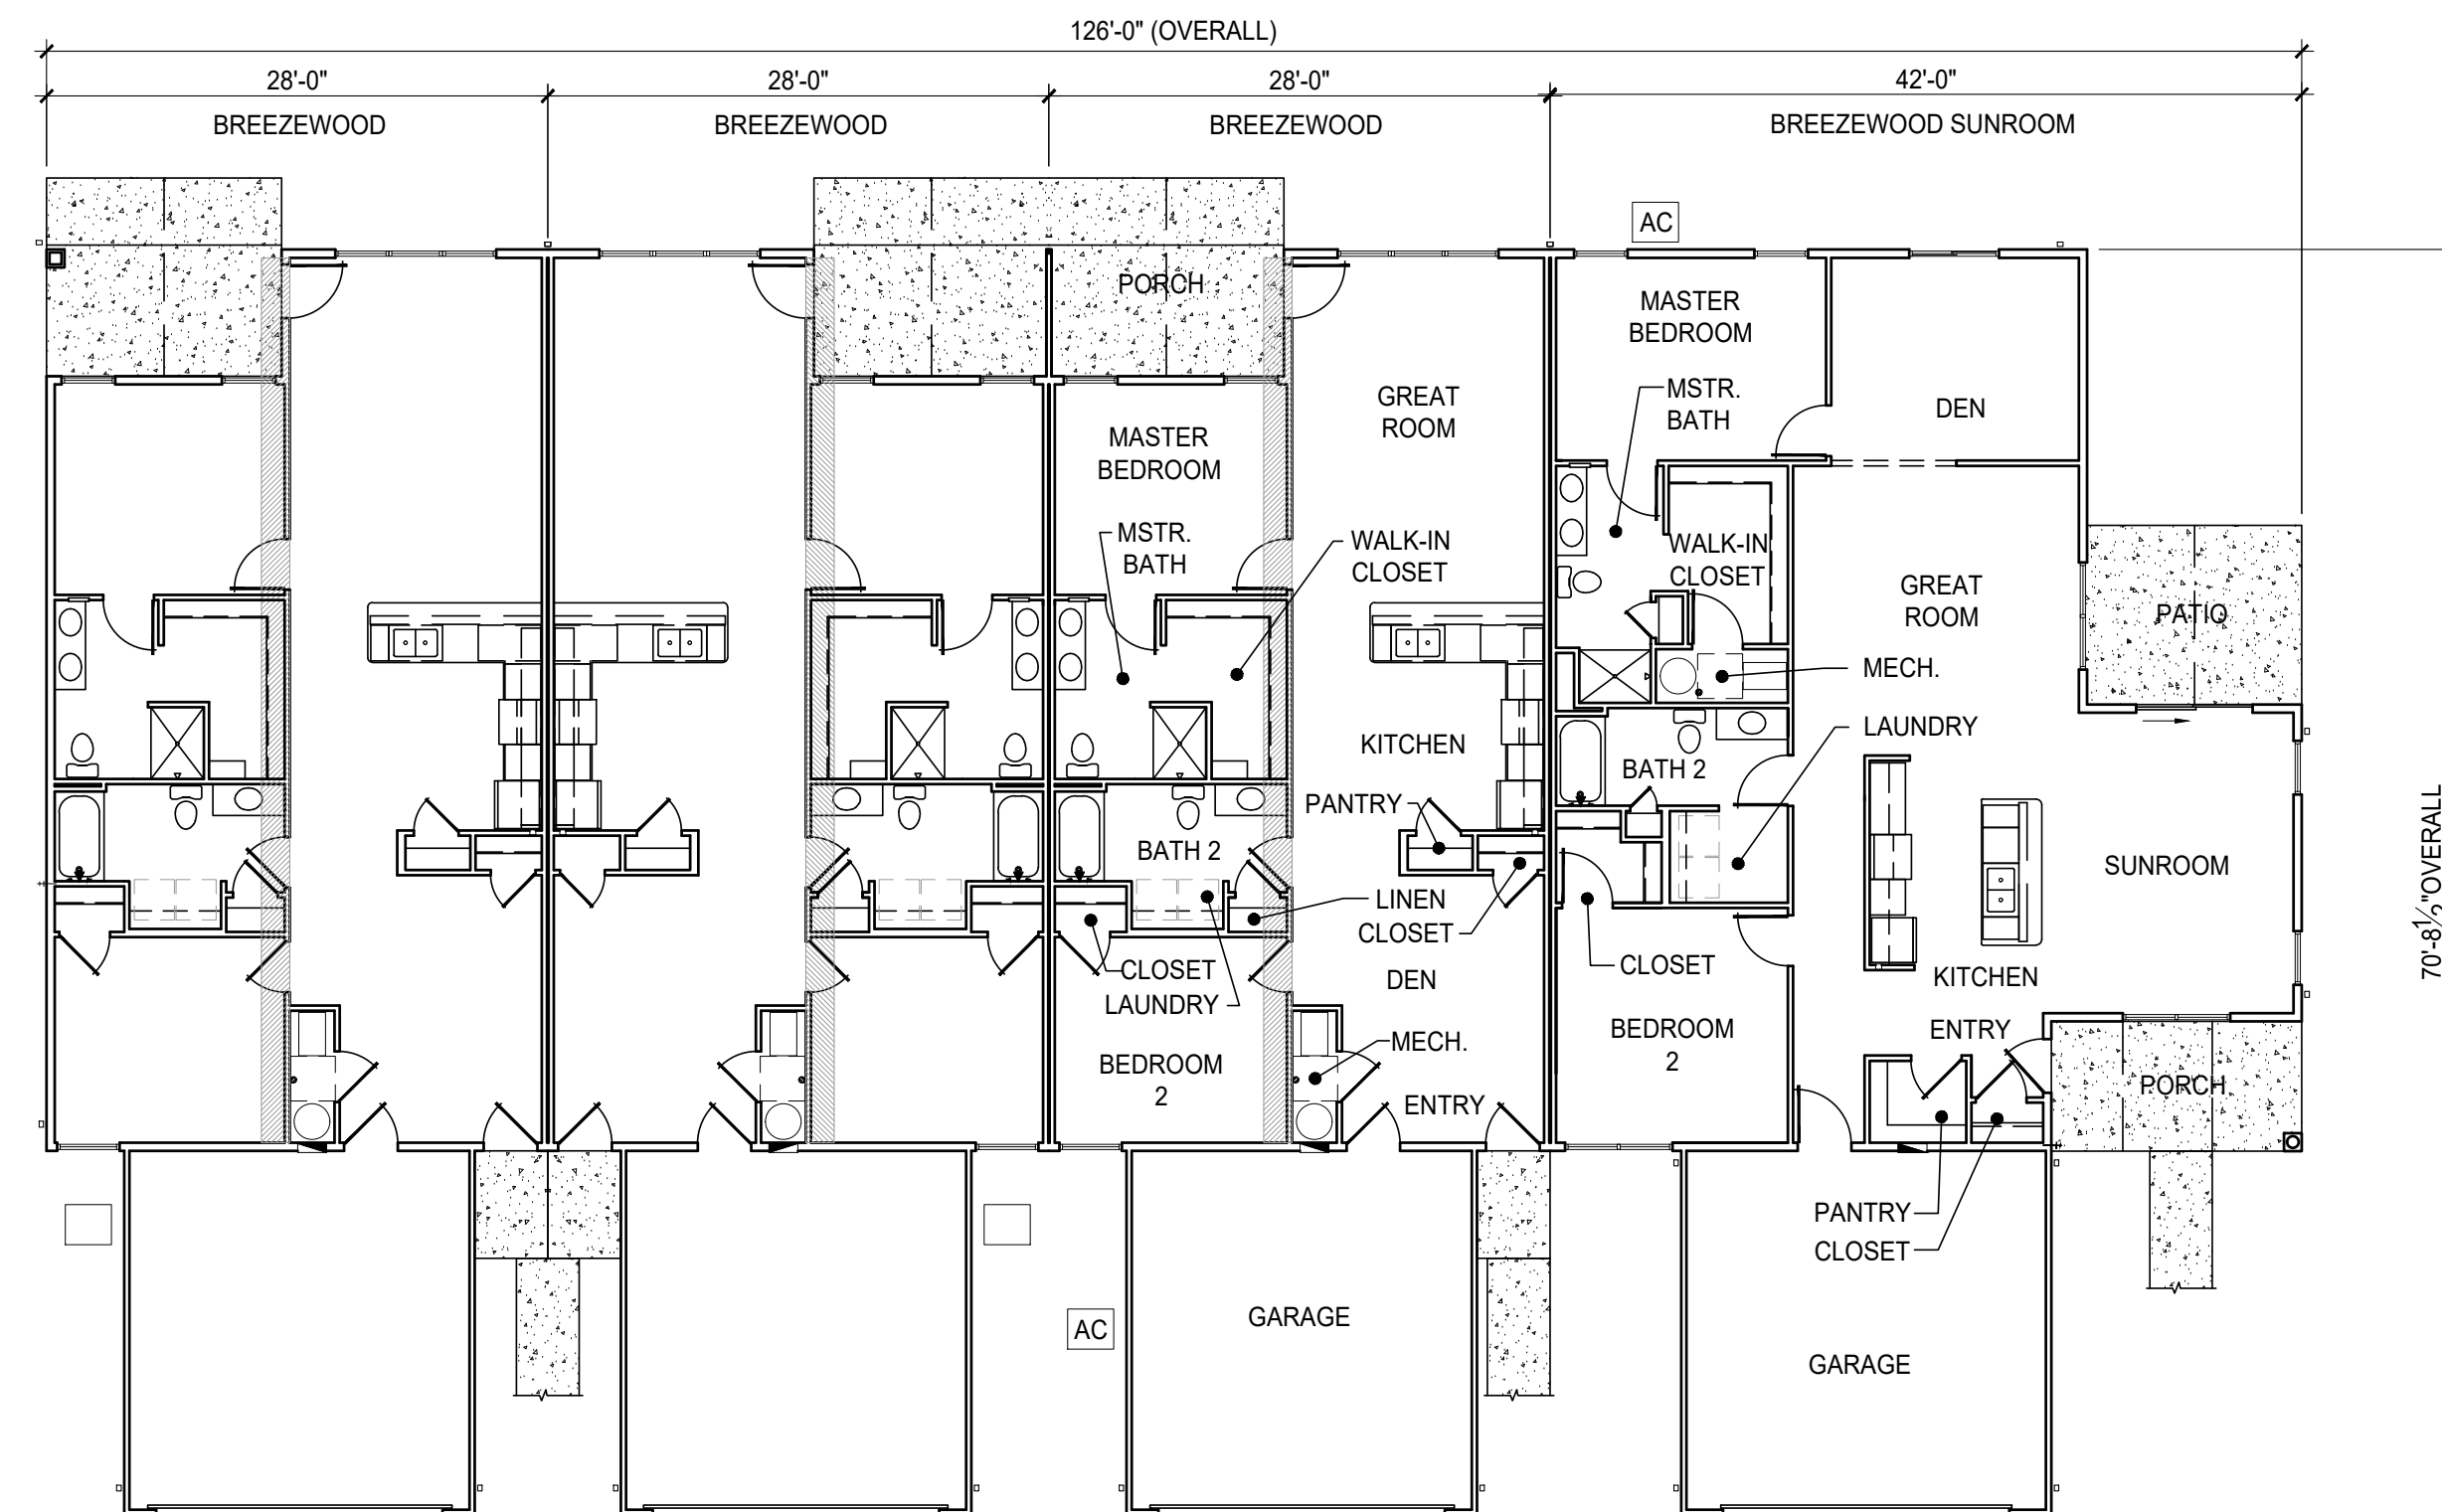 126'-0" (OVERALL)
28'-0"
28'-0"
28'-0"
42'-0"
BREEZEWOOD
BREEZEWOOD
BREEZEWOOD
BREEZEWOOD SUNROOM
AC
PORCH
MASTER
BEDROOM
MSTR.
BATH
DEN
GREAT
ROOM
MASTER
BEDROOM
MSTR.
BATH
WALK-IN
CLOSET
WALK-IN
CLOSET
GREAT
ROOM
PATIO
MECH.
LAUNDRY
KITCHEN
BATH 2
PANTRY
BATH 2
SUNROOM
LINEN
CLOSET
CLOSET
LAUNDRY
DEN
CLOSET
KITCHEN
70'-8½"OVERALL
BEDROOM
2
ENTRY
MECH.
BEDROOM
2
ENTRY
PORCH
PANTRY
CLOSET
AC
GARAGE
GARAGE